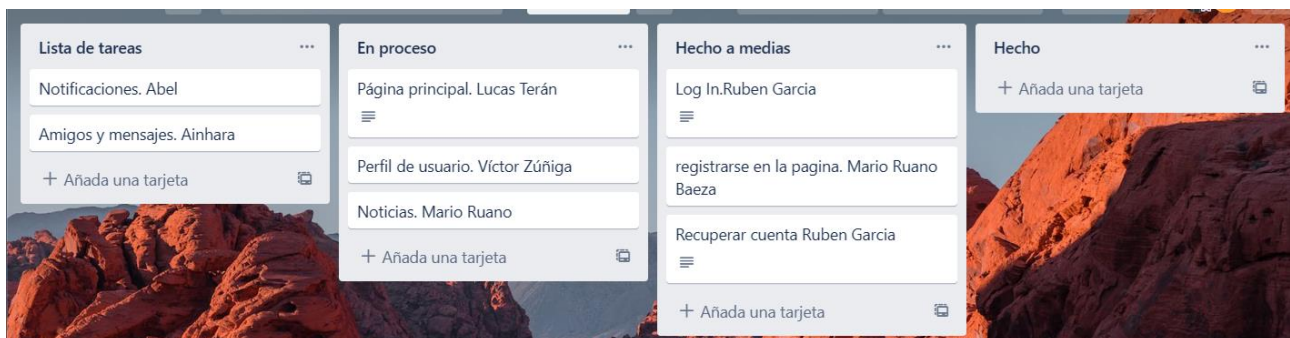 Lista de tareas
Notificaciones. Abel
Amigos y mensajes. Ainhara
+ Añada una tarjeta
En proceso
Página principal. Lucas Terán
Perfil de usuario. Víctor Zúñiga
Noticias. Mario Ruano
+ Añada una tarjeta
Hecho a medias
Log In.Ruben Garcia
registrarse en la pagina. Mario Ruano
Baeza
Recuperar cuenta Ruben Garcia
+ Añada una tarjeta
Hecho
+ Añada una tarjeta